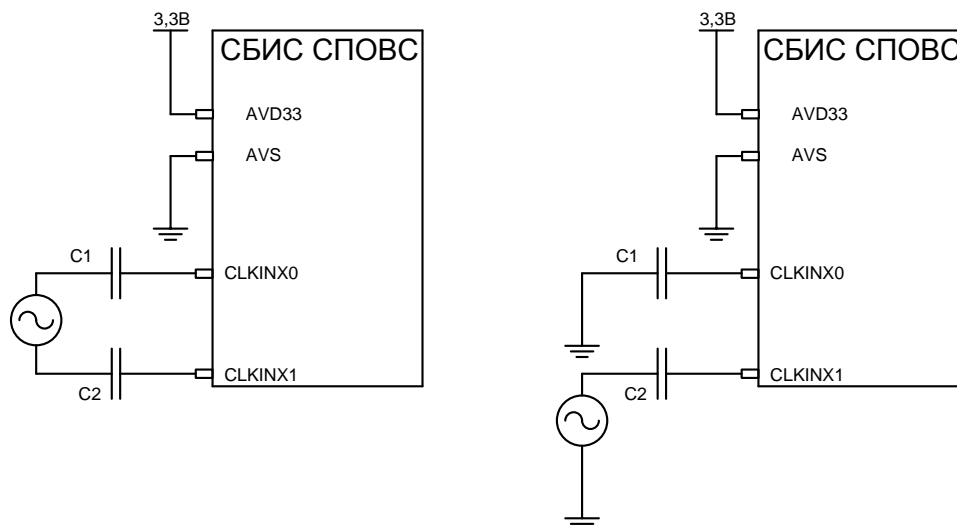 3,3В
СБИС СПОВС
AVD33
AVS
C1
CLKINX0
CLKINX1
C2
3,3В
СБИС СПОВС
AVD33
AVS
C1
CLKINX0
CLKINX1
C2